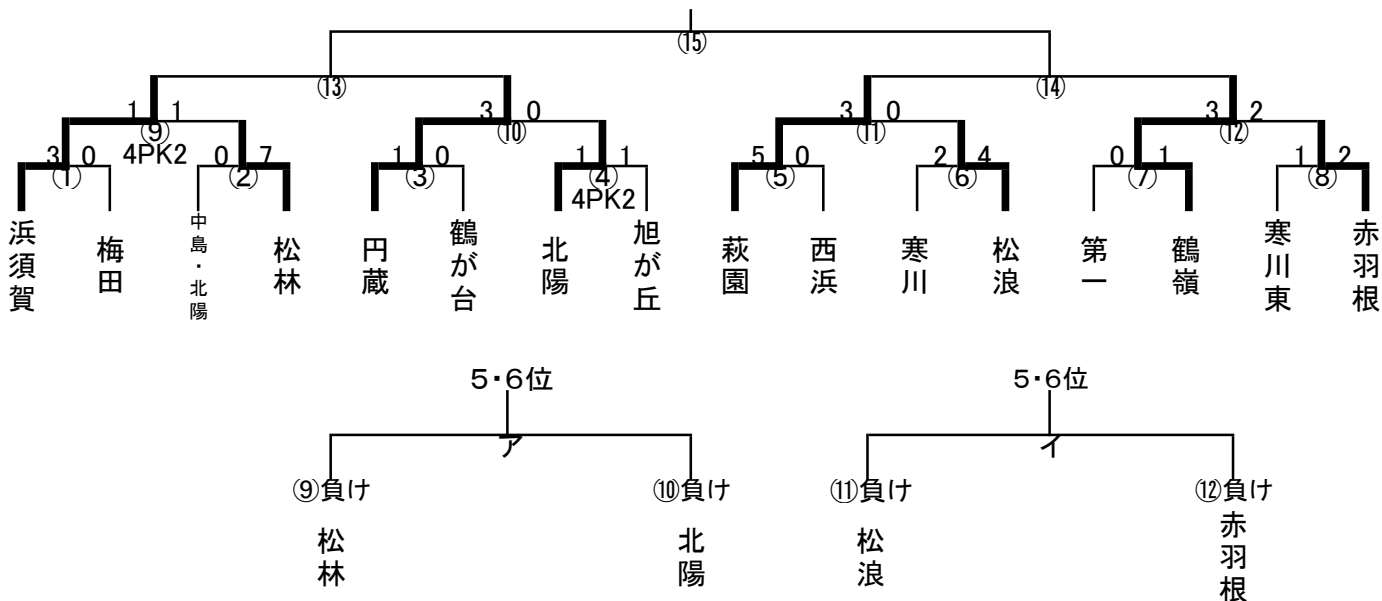 ⑮
⑬ ⑭
1 1 3 0 3 0 3 2
⑨ ⑩ ⑪ ⑫
4PK2
3 0 0 7 1 0 1 1 5 0 2 4 0 1 1 2
① ② ③ ④ ⑤ ⑥ ⑦ ⑧
4PK2
浜須賀 梅田 中島・北陽 松林 円蔵 鶴が台 北陽 旭が丘 萩園 西浜 寒川 松浪 第一 鶴嶺 寒川東 赤羽根
5・6位 5・6位
ア イ
⑨負け ⑩負け ⑪負け ⑫負け
松林 北陽 松浪 赤羽根